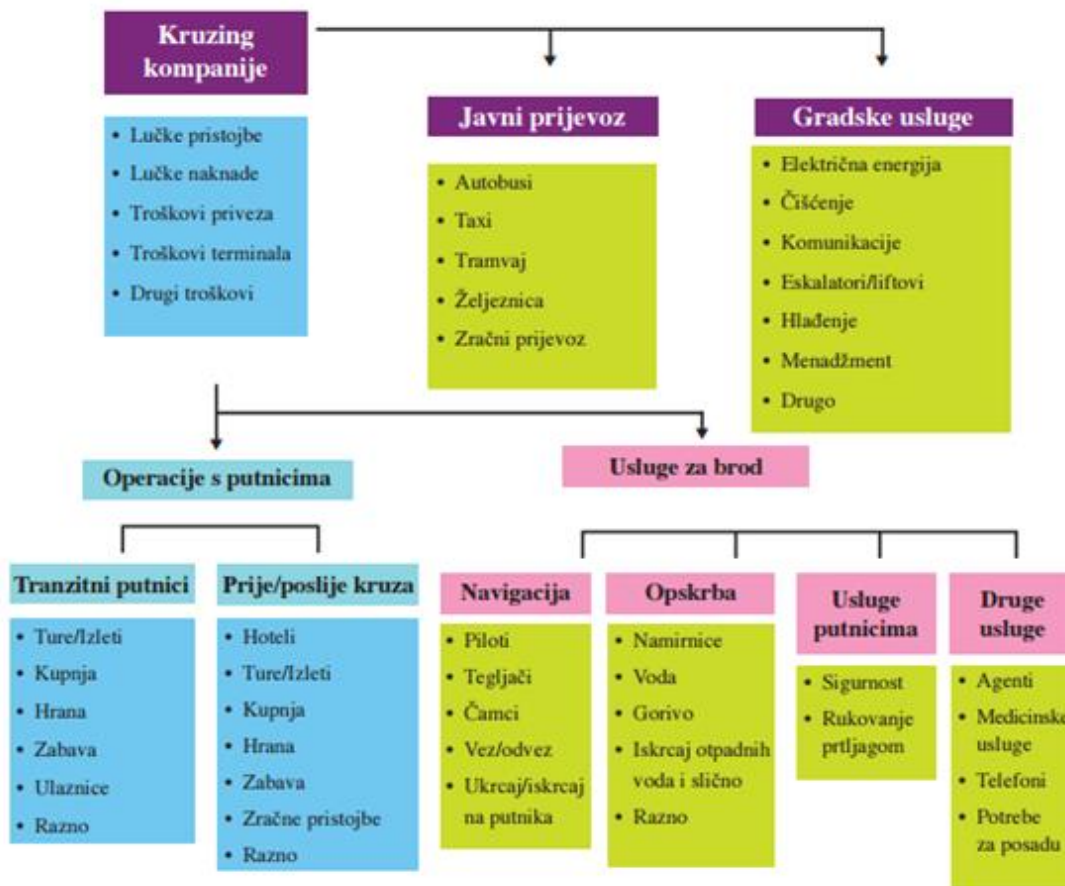 Kruzing
kompanije
• Lučke pristojbe
• Lučke naknade
• Troškovi priveza
• Troškovi terminala
• Drugi troškovi
Javni prijevoz
• Autobusi
• Taxi
• Tramvaj
• Željeznica
• Zračni prijevoz
Gradske usluge
• Električna energija
• Čišćenje
• Komunikacije
• Eskalatori/liftovi
• Hlađenje
• Menadžment
• Drugo
Operacije s putnicima
Usluge za brod
Tranzitni putnici
• Ture/Izleti
• Kupnja
• Hrana
• Zabava
• Ulaznice
• Razno
Prije/poslije kruza
• Hoteli
• Ture/Izleti
• Kupnja
• Hrana
• Zabava
• Zračne pristojbe
• Razno
Navigacija
• Piloti
• Tegljači
• Čamci
• Vez/odvez
• Ukrcaj/iskrcaj
na putnika
Opskrba
• Namirnice
• Voda
• Gorivo
• Iskrcaj otpadnih
voda i slično
• Razno
Usluge
putnicima
• Sigurnost
• Rukovanje
prtljagom
Druge
usluge
• Agenti
• Medicinske
usluge
• Telefoni
• Potrebe
za posadu